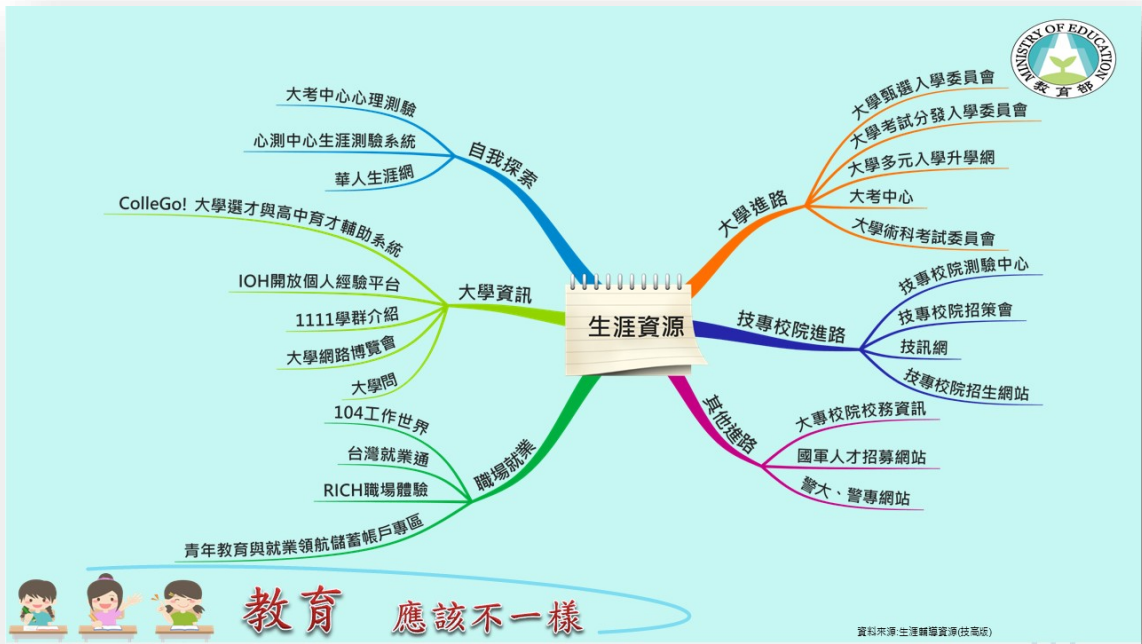 MINISTRY OF EDUCATION
教育部
生涯資源
自我探索
大考中心心理測驗
心測中心生涯測驗系統
華人生涯網
大學資訊
ColleGo! 大學選才與高中育才輔助系統
IOH開放個人經驗平台
1111學群介紹
大學網路博覽會
大學問
職場就業
104工作世界
台灣就業通
RICH職場體驗
青年教育與就業領航儲蓄帳戶專區
大學進路
大學甄選入學委員會
大學考試分發入學委員會
大學多元入學升學網
大考中心
大學術科考試委員會
技專校院進路
技專校院測驗中心
技專校院招策會
技訊網
技專校院招生網站
其他進路
大專校院校務資訊
國軍人才招募網站
警大、警專網站
教育 應該不一樣
資料來源:生涯輔導資源(技高版)